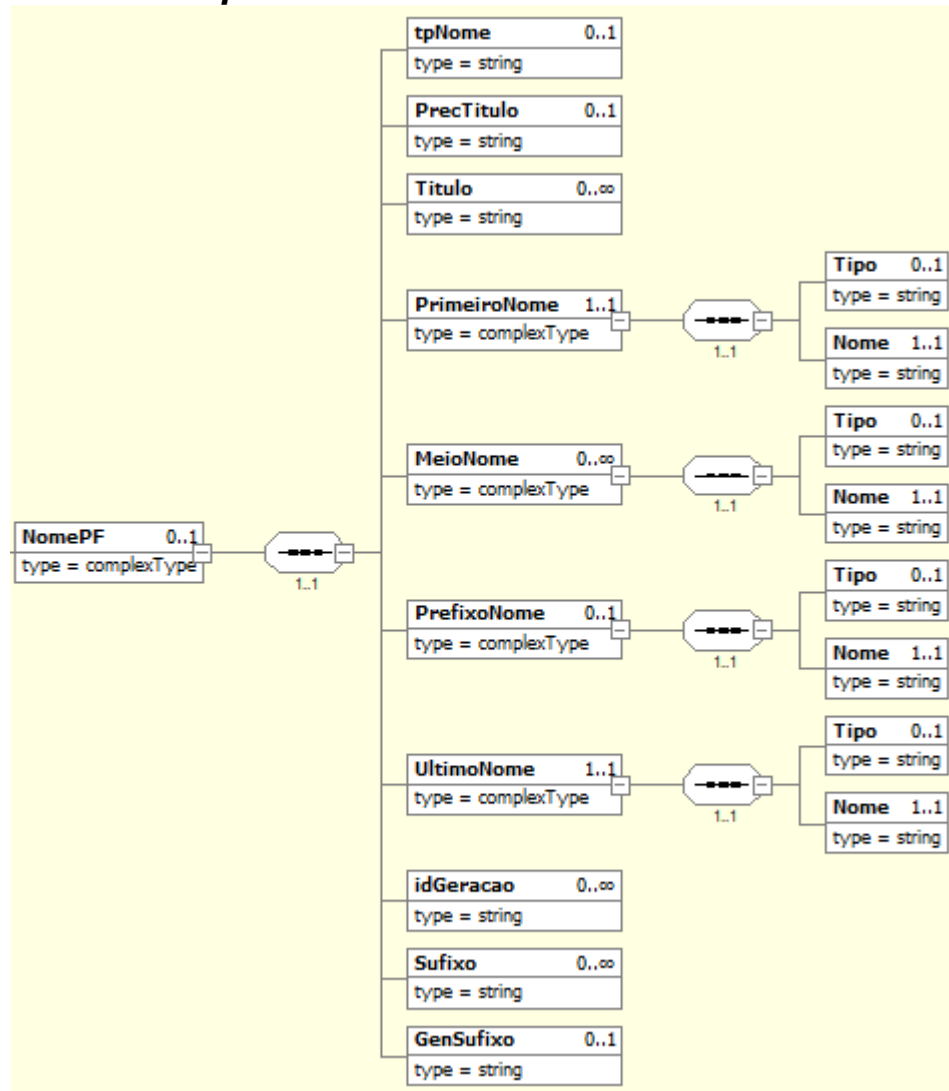 tpNome 0..1
type = string
PrecTitulo 0..1
type = string
Titulo 0..∞
type = string
PrimeiroNome 1..1
type = complexType
1..1
Tipo 0..1
type = string
Nome 1..1
type = string
MeioNome 0..∞
type = complexType
1..1
Tipo 0..1
type = string
Nome 1..1
type = string
NomePF 0..1
type = complexType
1..1
PrefixoNome 0..1
type = complexType
1..1
Tipo 0..1
type = string
Nome 1..1
type = string
UltimoNome 1..1
type = complexType
1..1
Tipo 0..1
type = string
Nome 1..1
type = string
idGeracao 0..∞
type = string
Sufixo 0..∞
type = string
GenSufixo 0..1
type = string